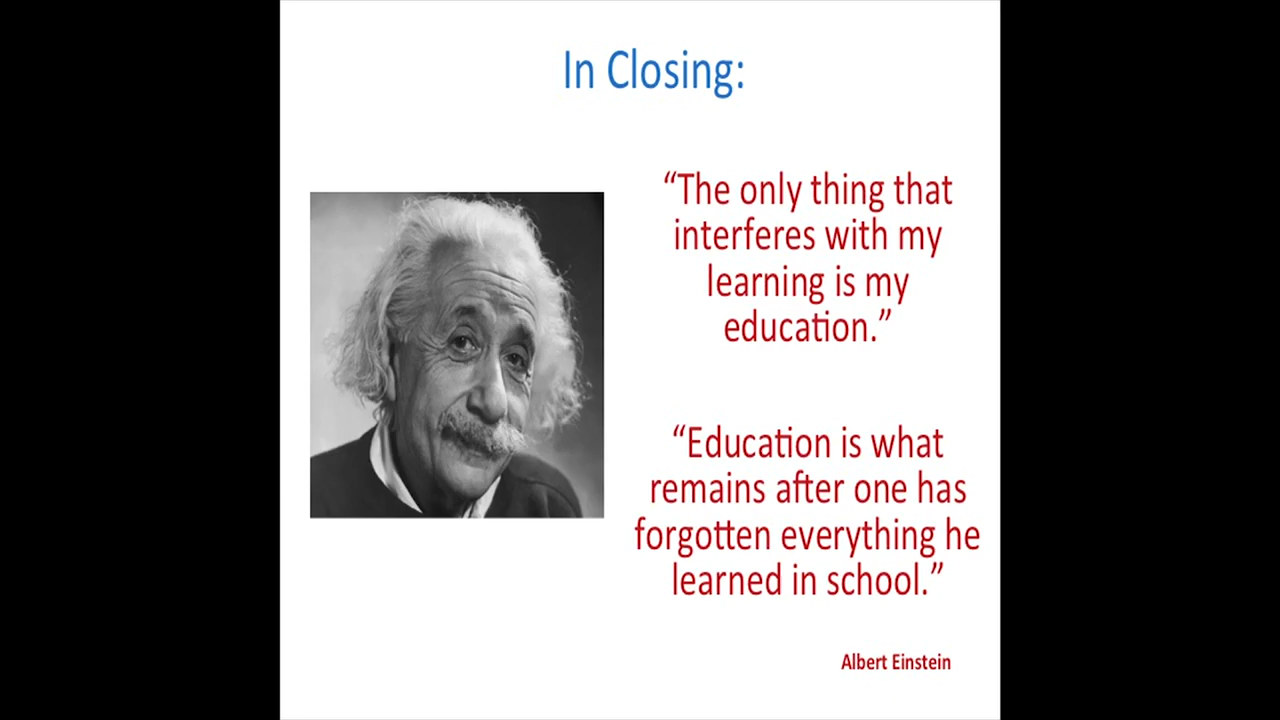 In Closing:
“The only thing that
interferes with my
learning is my
education.”
“Education is what
remains after one has
forgotten everything he
learned in school.”
Albert Einstein